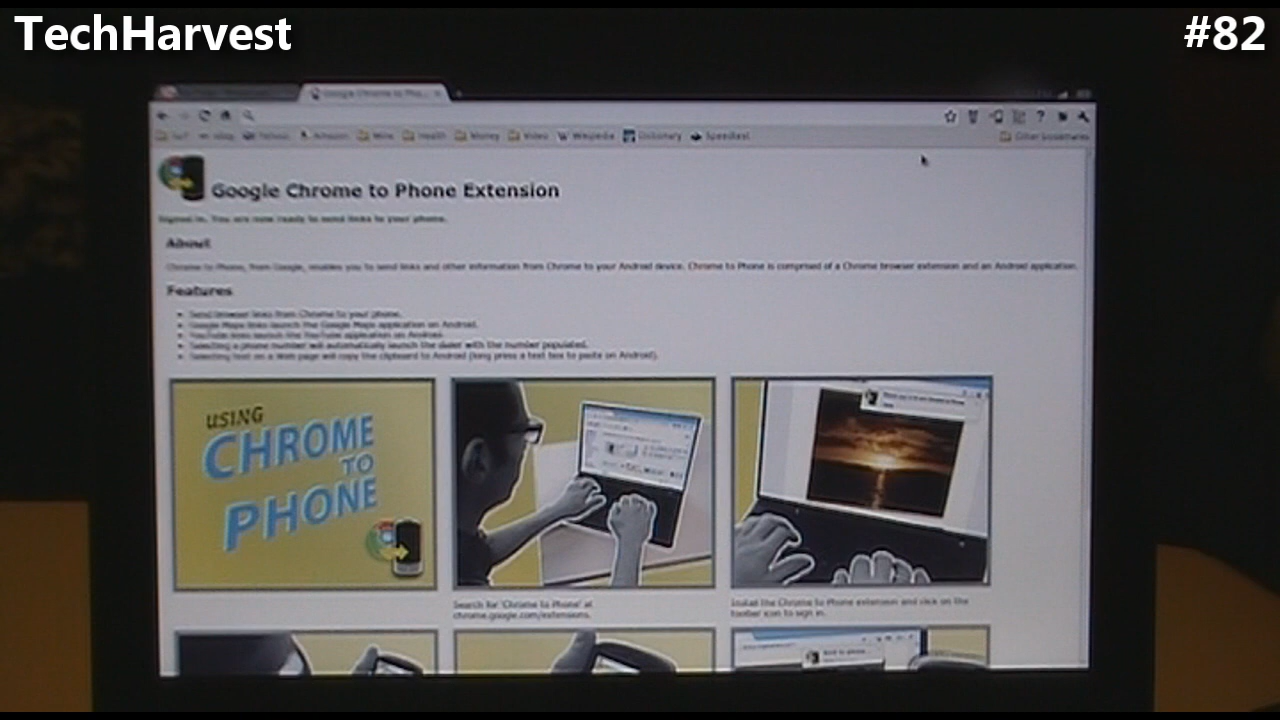 TechHarvest
#82
Google Chrome to Pho...
eBay Amazon Wine Health Money Video Wikipedia Dictionary Speedtest
Other bookmarks
Google Chrome to Phone Extension
Signed in. You are now ready to send links to your phone.
About
Chrome to Phone, from Google, enables you to send links and other information from Chrome to your Android device. Chrome to Phone is comprised of a Chrome browser extension and an Android application.
Features
Send browser links from Chrome to your phone.
Google Maps links launch the Google Maps application on Android.
YouTube links launch the YouTube application on Android.
Selecting a phone number will automatically launch the dialer with the number populated.
Selecting text on a Web page will copy the clipboard to Android (long press a text box to paste on Android).
USING
CHROME
TO
PHONE
Search for 'Chrome to Phone' at
chrome.google.com/extensions.
Install the Chrome to Phone extension and click on the
toolbar icon to sign in.